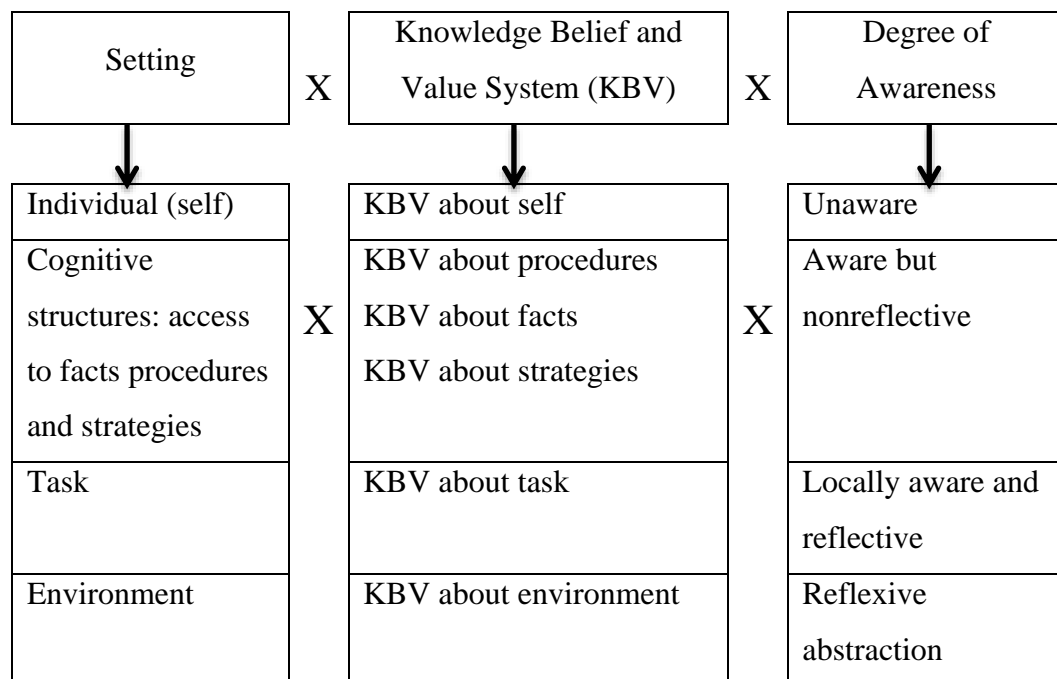 Setting
X
Knowledge Belief and
Value System (KBV)
X
Degree of
Awareness
Individual (self)
KBV about self
Unaware
Cognitive
structures: access
to facts procedures
and strategies
X
KBV about procedures
KBV about facts
KBV about strategies
X
Aware but
nonreflective
Task
KBV about task
Locally aware and
reflective
Environment
KBV about environment
Reflexive
abstraction